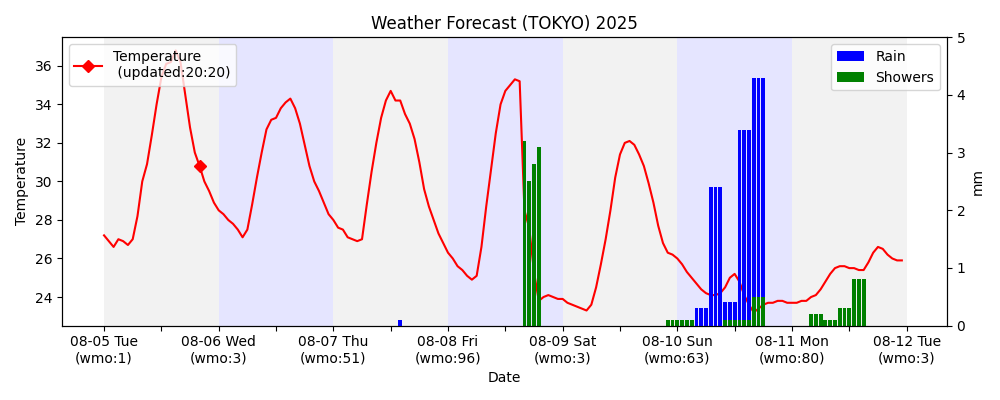 Weather Forecast (TOKYO) 2025
Temperature
(updated:20:20)
Rain
Showers
36
34
32
30
28
26
24
Temperature
5
4
3
2
1
0
mm
08-05 Tue
(wmo:1)
08-06 Wed
(wmo:3)
08-07 Thu
(wmo:51)
08-08 Fri
(wmo:96)
08-09 Sat
(wmo:3)
08-10 Sun
(wmo:63)
08-11 Mon
(wmo:80)
08-12 Tue
(wmo:3)
Date